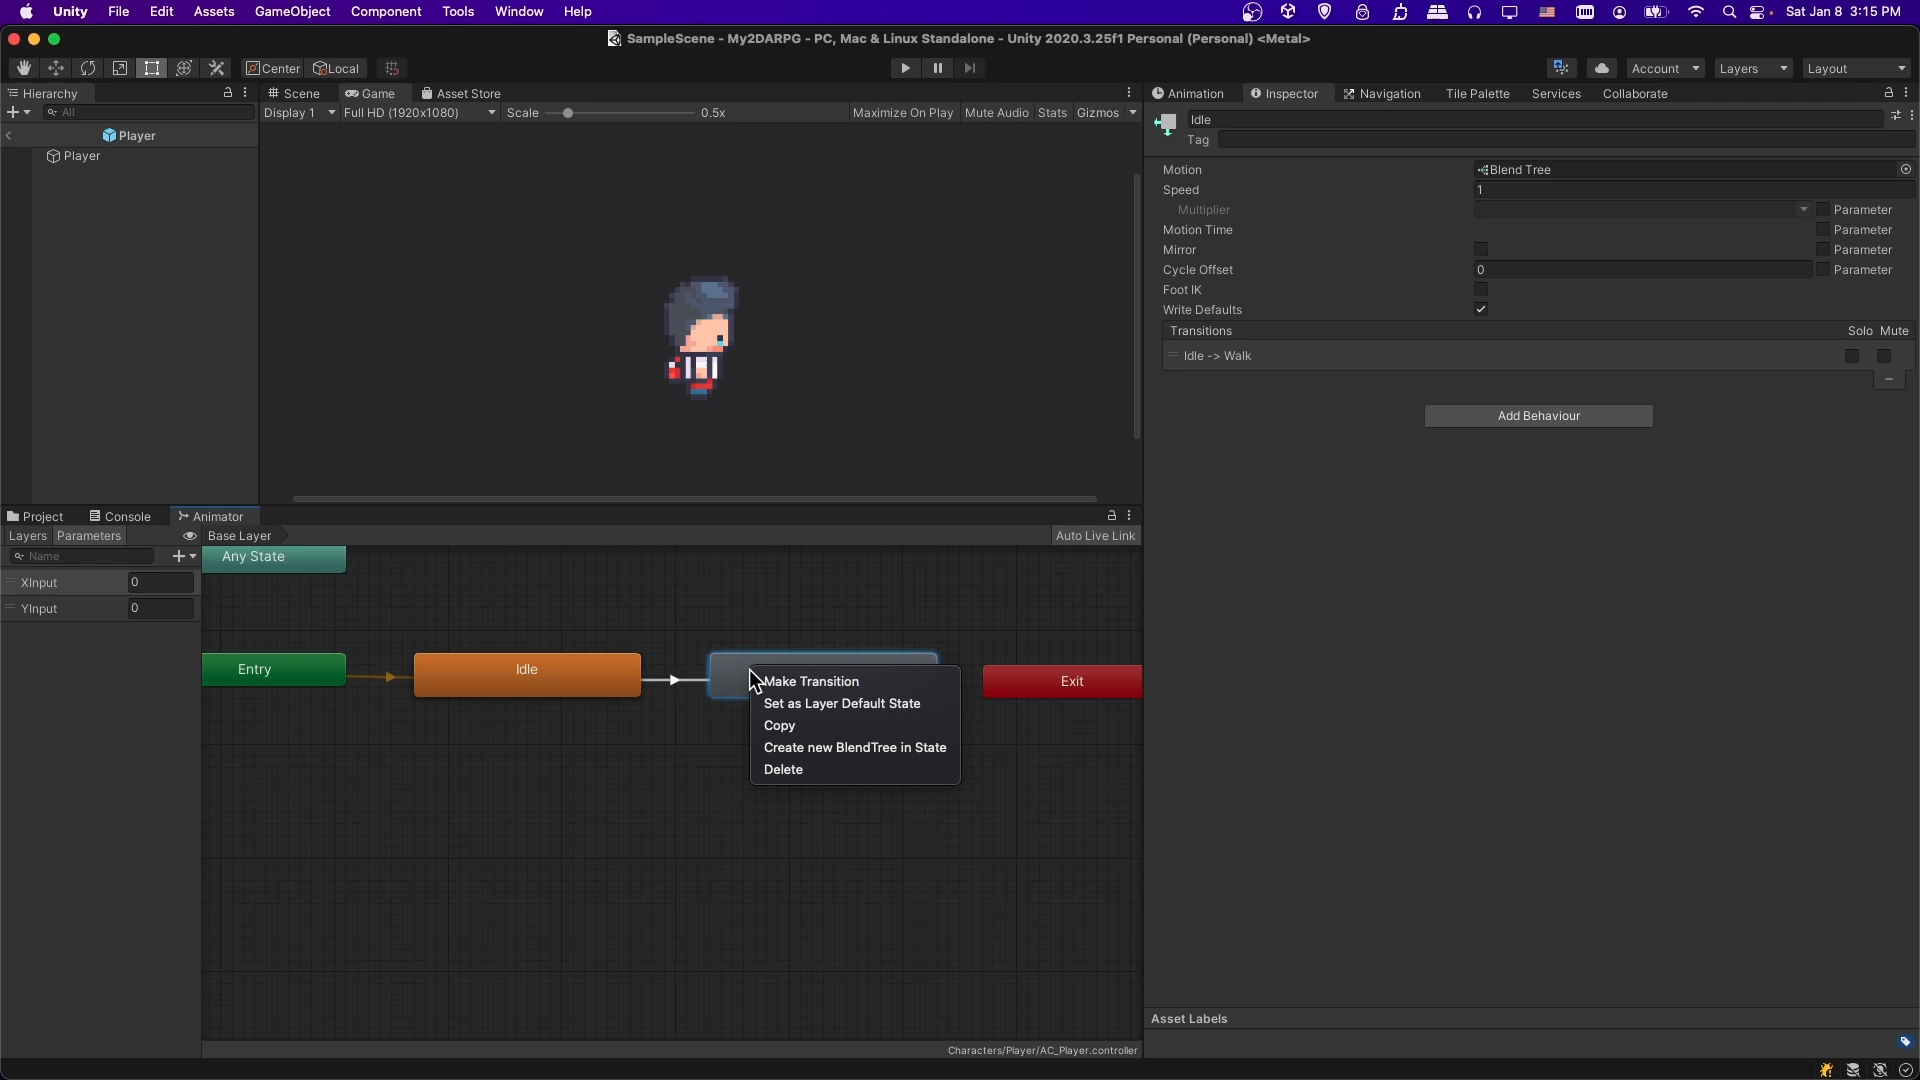 Unity File Edit Assets GameObject Component Tools Window Help Sat Jan 8 3:15 PM
SampleScene - My2DARPG - PC, Mac & Linux Standalone - Unity 2020.3.25f1 Personal (Personal) <Metal>
Center Local Account Layers Layout
Hierarchy Scene Game Asset Store Animation Inspector Navigation Tile Palette Services Collaborate
All Display 1 Full HD (1920x1080) Scale 0.5x Maximize On Play Mute Audio Stats Gizmos Idle
Player Tag
Player
Motion Blend Tree
Speed 1
Multiplier Parameter
Motion Time Parameter
Mirror Parameter
Cycle Offset 0 Parameter
Foot IK
Write Defaults
Transitions Solo Mute
Idle -> Walk
Add Behaviour
Project Console Animator
Layers Parameters Base Layer Auto Live Link
Name Any State
XInput 0
YInput 0
Entry Idle Exit
Make Transition
Set as Layer Default State
Copy
Create new BlendTree in State
Delete
Asset Labels
Characters/Player/AC_Player.controller